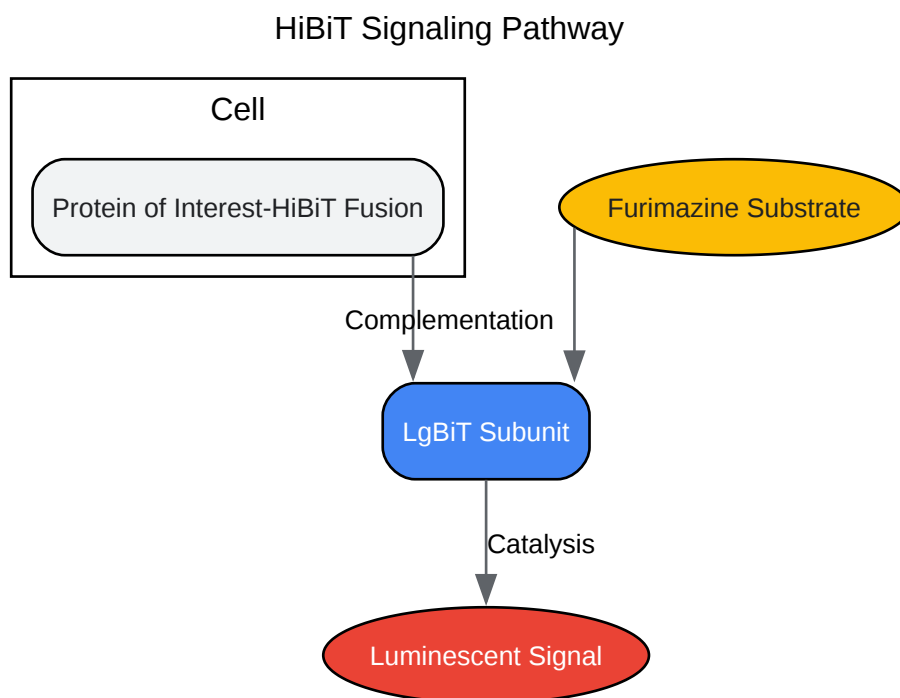 HiBiT Signaling Pathway
Cell
Protein of Interest-HiBiT Fusion
Furimazine Substrate
Complementation
LgBiT Subunit
Catalysis
Luminescent Signal